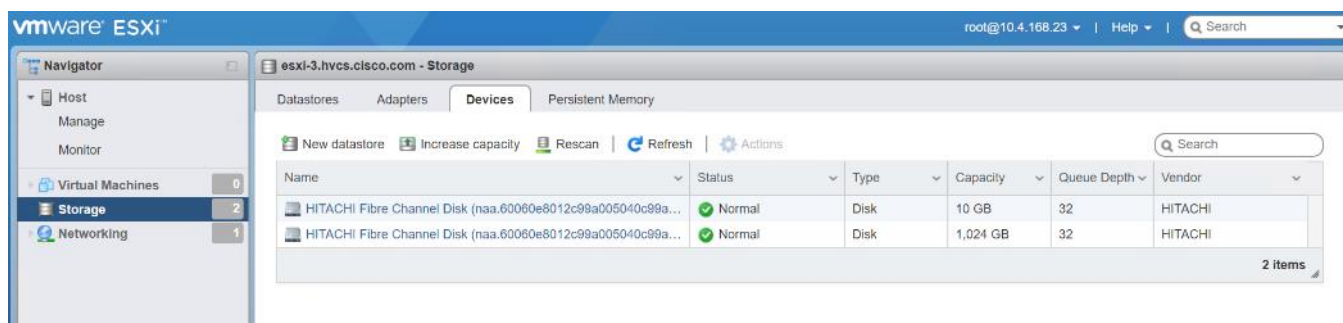 vmware ESXi™
root@10.4.168.23 | Help | Search
Navigator
esxi-3.hvcs.cisco.com - Storage
Host
Manage
Monitor
Virtual Machines 0
Storage 2
Networking 1
Datastores Adapters Devices Persistent Memory
New datastore Increase capacity Rescan | Refresh | Actions
Search
Name Status Type Capacity Queue Depth Vendor
HITACHI Fibre Channel Disk (naa.60060e8012c99a005040c99a... Normal Disk 10 GB 32 HITACHI
HITACHI Fibre Channel Disk (naa.60060e8012c99a005040c99a... Normal Disk 1,024 GB 32 HITACHI
2 items